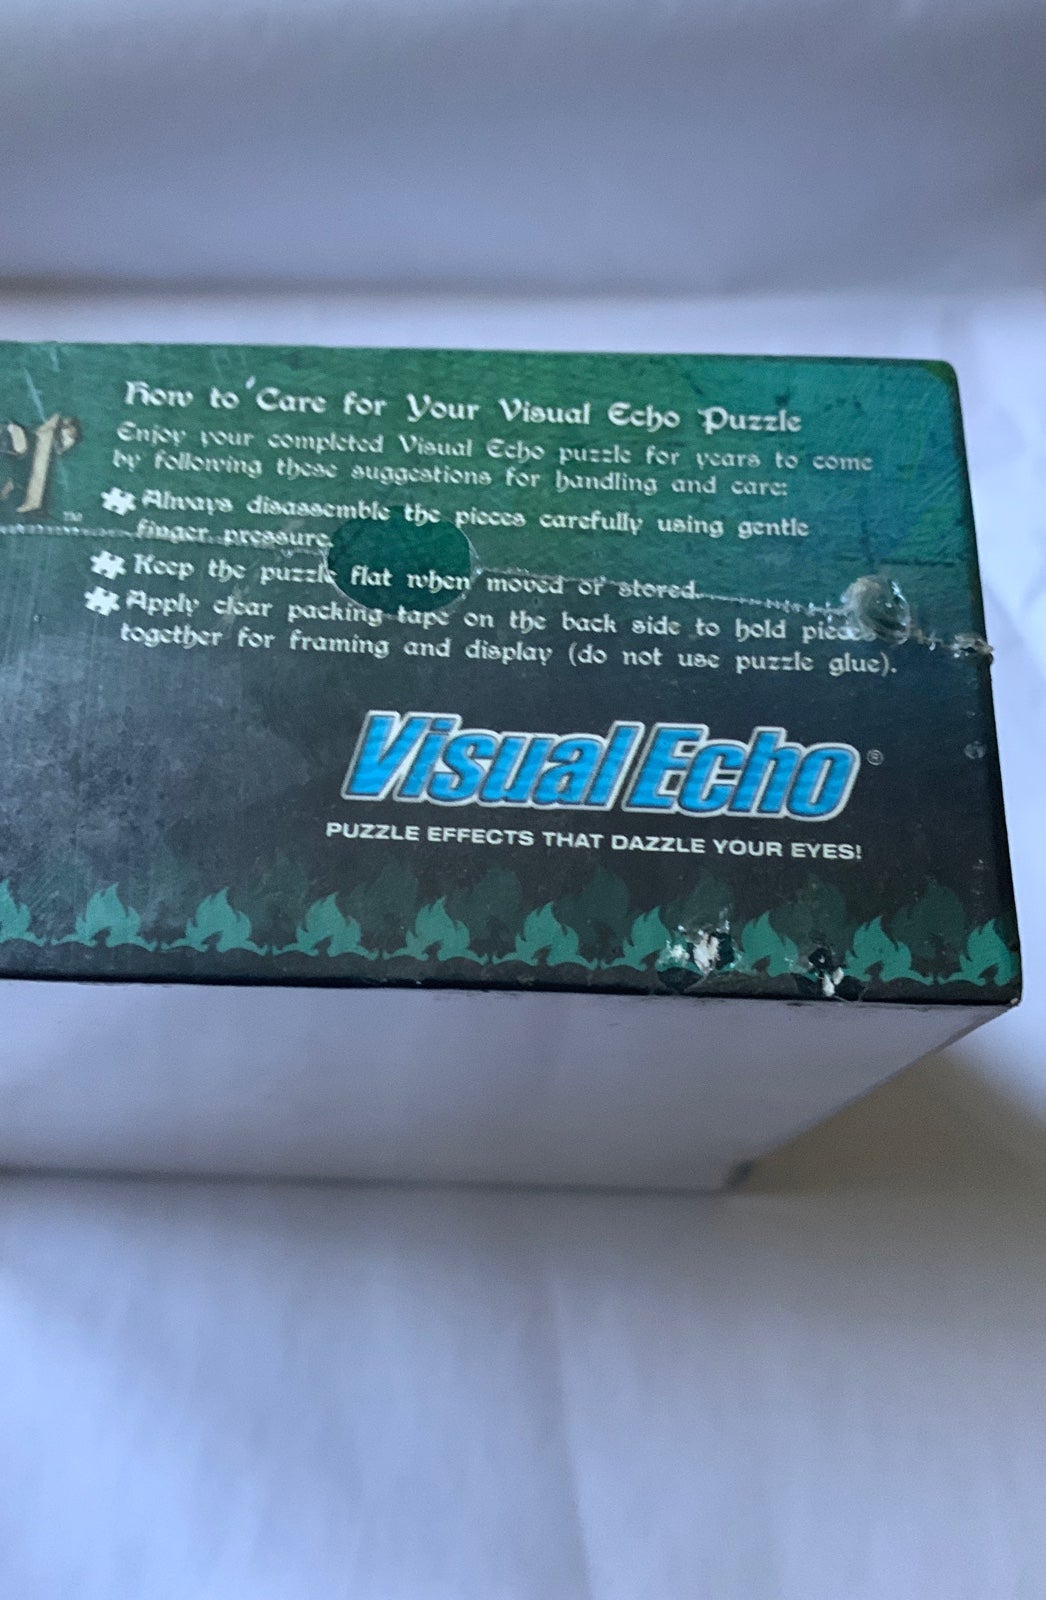 How to Care for Your Visual Echo Puzzle
Enjoy your completed Visual Echo puzzle for years to come
by following these suggestions for handling and care:
Always disassemble the pieces carefully using gentle
finger pressure.
Keep the puzzle flat when moved or stored.
Apply clear packing tape on the back side to hold pieces
together for framing and display (do not use puzzle glue).
™
Visual Echo®
PUZZLE EFFECTS THAT DAZZLE YOUR EYES!